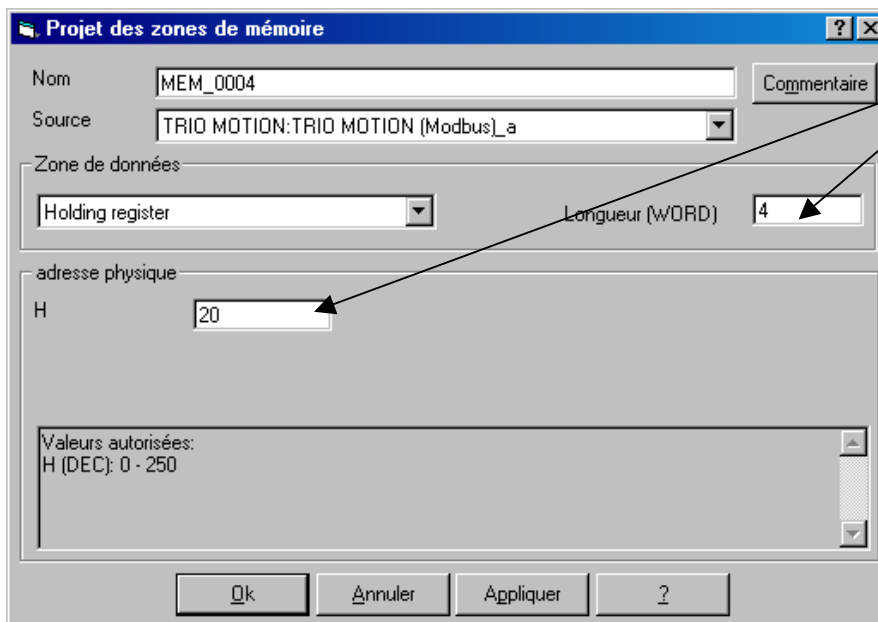 Projet des zones de mémoire
Nom
MEM_0004
Commentaire
Source
TRIO MOTION:TRIO MOTION (Modbus)_a
Zone de données
Holding register
Longueur (WORD)
4
adresse physique
H
20
Valeurs autorisées:
H (DEC): 0 - 250
Ok
Annuler
Appliquer
?